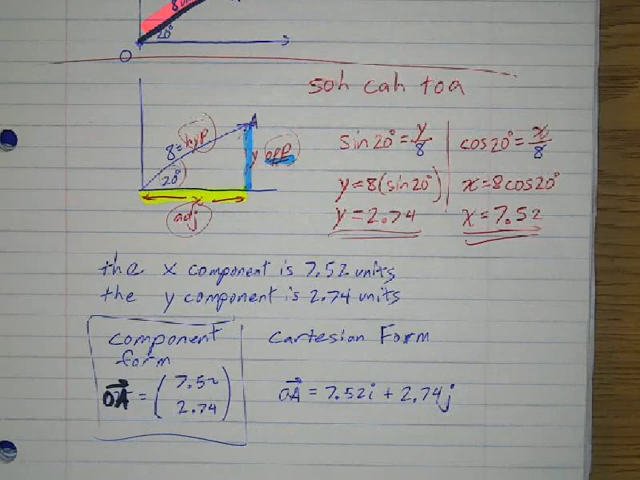 8
20°
O
soh cah toa
A
8 = hyp
y opp
20°
x
adj
sin 20° = y/8
cos 20° = x/8
y = 8(sin 20°)
x = 8 cos 20°
y = 2.74
x = 7.52
the x component is 7.52 units
the y component is 2.74 units
component
form
Cartesian Form
OA = ( 7.52
2.74 )
OA = 7.52i + 2.74j